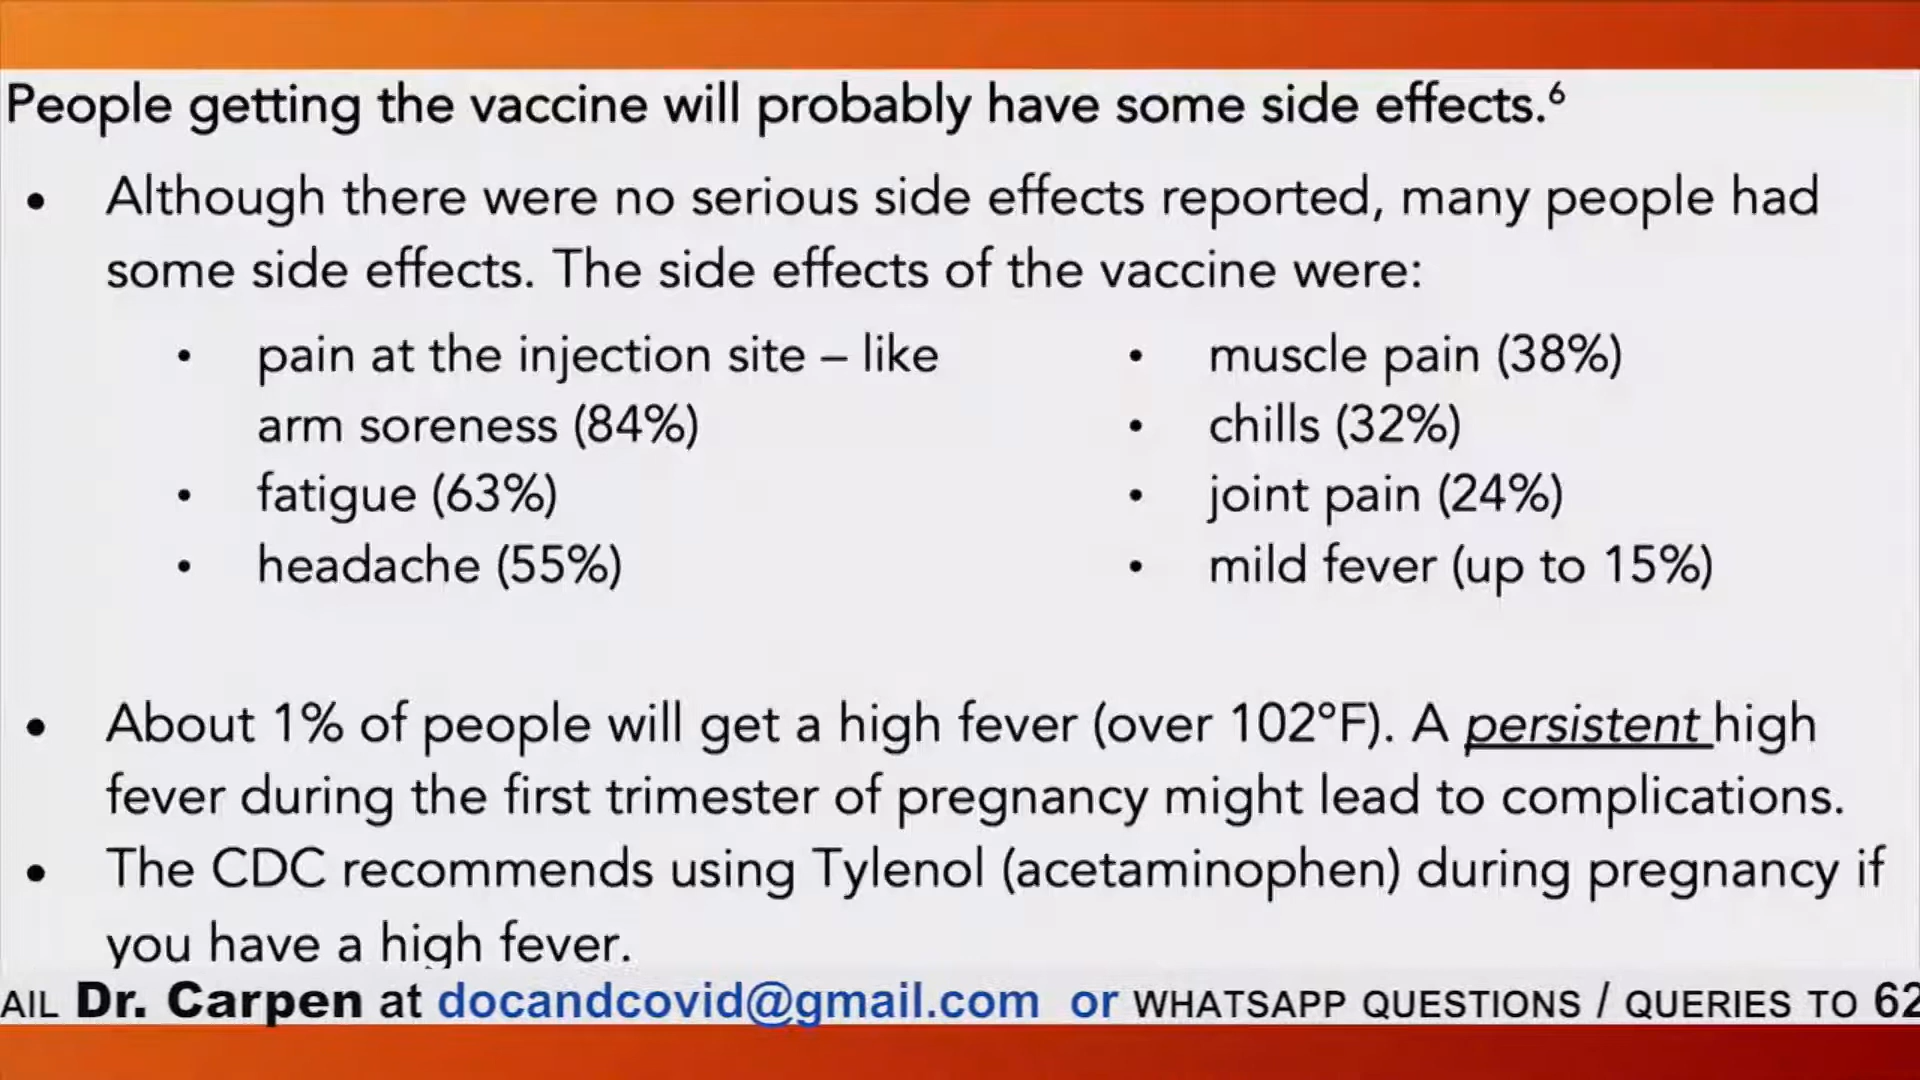 People getting the vaccine will probably have some side effects.⁶
• Although there were no serious side effects reported, many people had
some side effects. The side effects of the vaccine were:
• pain at the injection site – like
arm soreness (84%)
• fatigue (63%)
• headache (55%)
• muscle pain (38%)
• chills (32%)
• joint pain (24%)
• mild fever (up to 15%)
• About 1% of people will get a high fever (over 102°F). A persistent high
fever during the first trimester of pregnancy might lead to complications.
• The CDC recommends using Tylenol (acetaminophen) during pregnancy if
you have a high fever.
AIL Dr. Carpen at docandcovid@gmail.com or WHATSAPP QUESTIONS / QUERIES TO 62